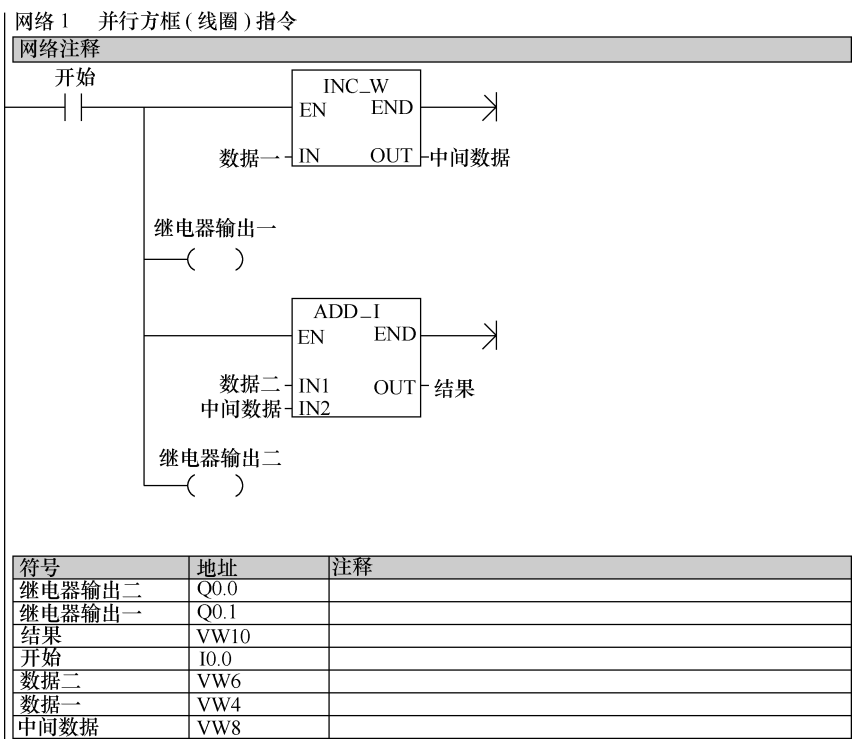 网络 1 并行方框(线圈)指令
网络注释
开始
INC_W
EN END
数据一 IN OUT 中间数据
继电器输出一
( )
ADD_I
EN END
数据二 IN1 OUT 结果
中间数据 IN2
继电器输出二
( )
符号 地址 注释
继电器输出二 Q0.0
继电器输出一 Q0.1
结果 VW10
开始 I0.0
数据二 VW6
数据一 VW4
中间数据 VW8